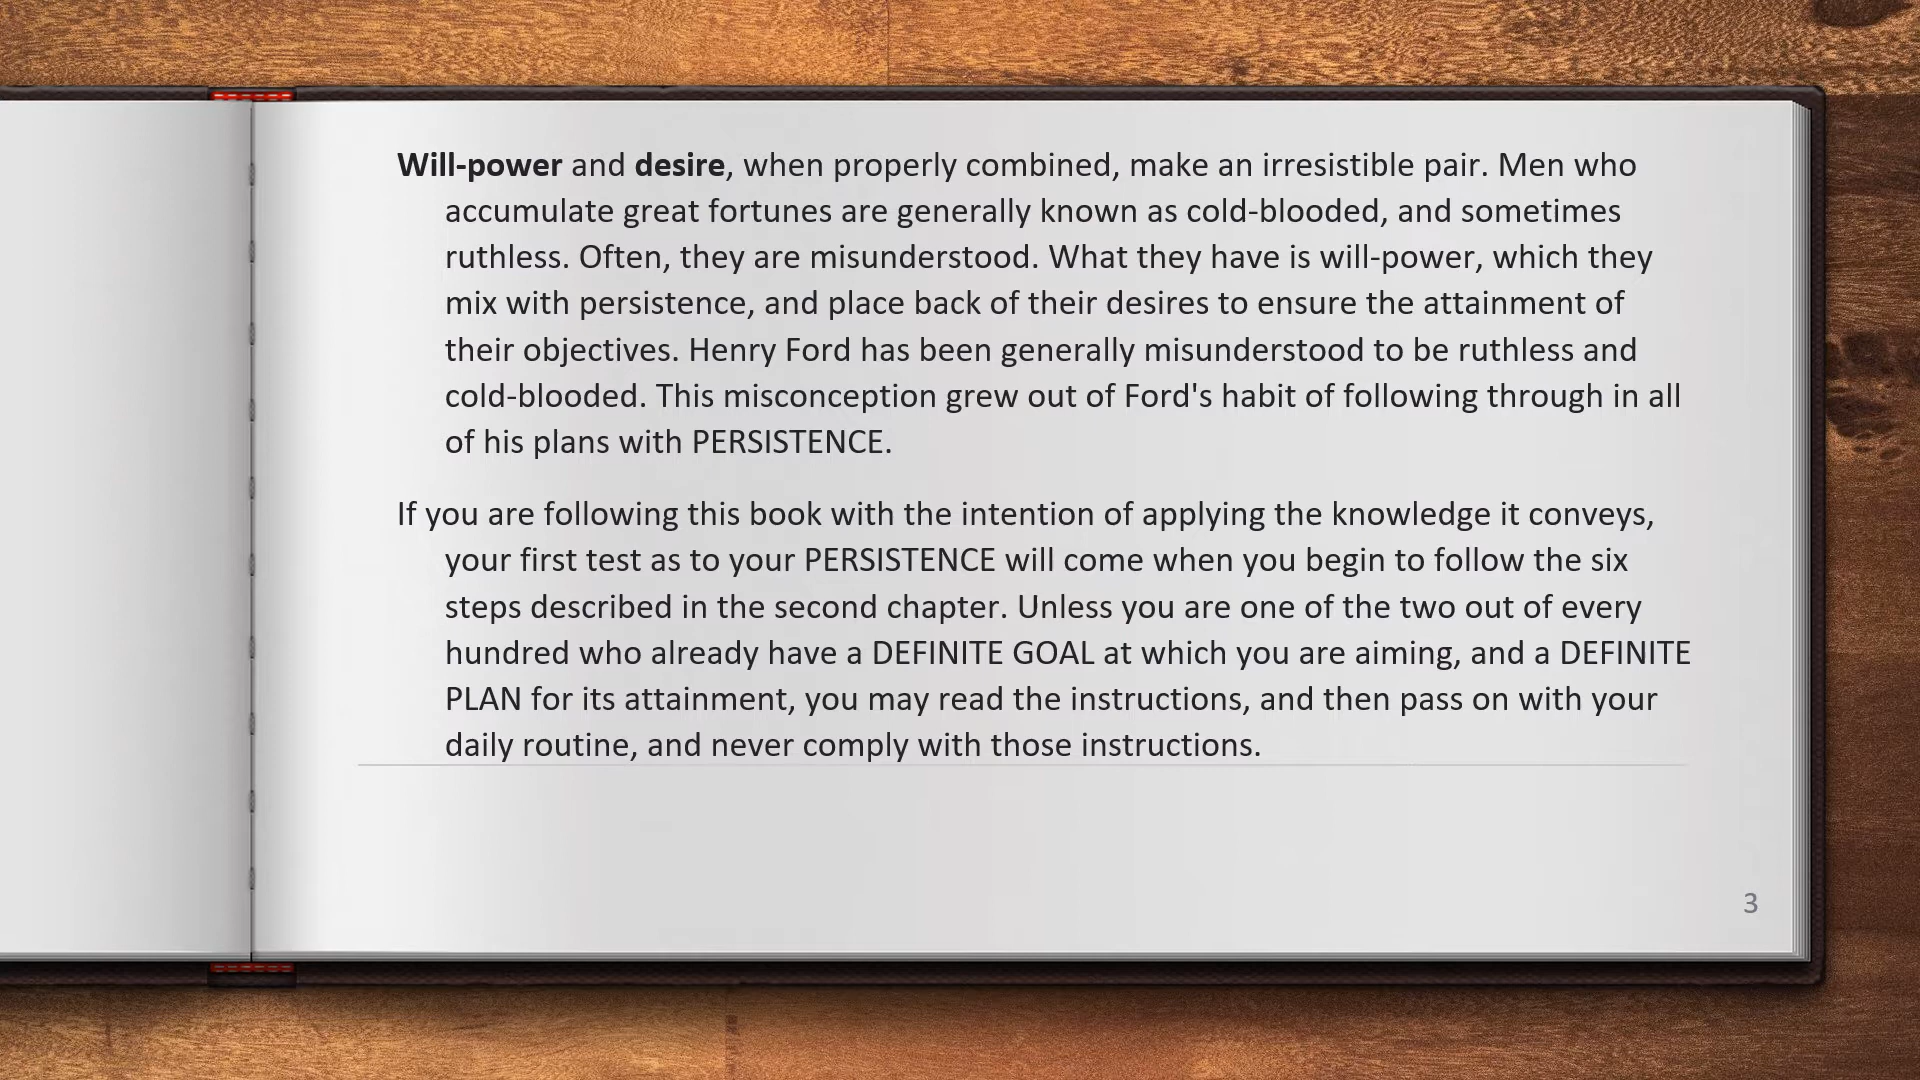 Will-power and desire, when properly combined, make an irresistible pair. Men who
accumulate great fortunes are generally known as cold-blooded, and sometimes
ruthless. Often, they are misunderstood. What they have is will-power, which they
mix with persistence, and place back of their desires to ensure the attainment of
their objectives. Henry Ford has been generally misunderstood to be ruthless and
cold-blooded. This misconception grew out of Ford's habit of following through in all
of his plans with PERSISTENCE.
If you are following this book with the intention of applying the knowledge it conveys,
your first test as to your PERSISTENCE will come when you begin to follow the six
steps described in the second chapter. Unless you are one of the two out of every
hundred who already have a DEFINITE GOAL at which you are aiming, and a DEFINITE
PLAN for its attainment, you may read the instructions, and then pass on with your
daily routine, and never comply with those instructions.
3